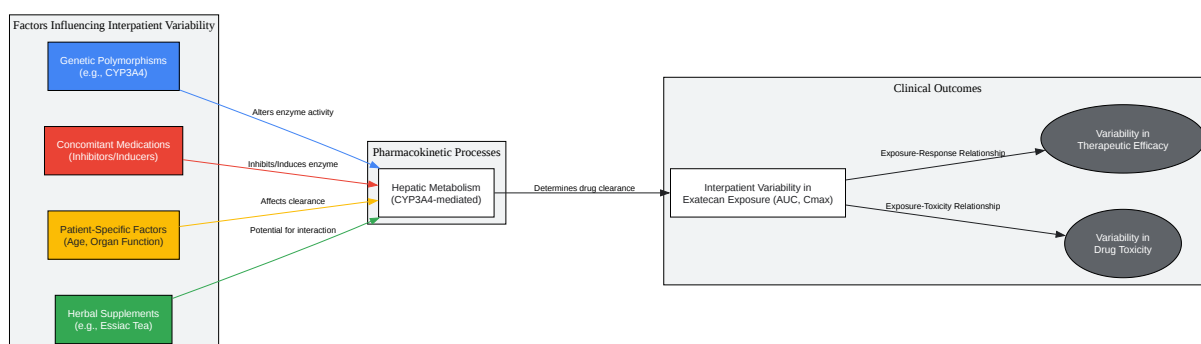 Factors Influencing Interpatient Variability
Genetic Polymorphisms
(e.g., CYP3A4)
Alters enzyme activity
Concomitant Medications
(Inhibitors/Inducers)
Inhibits/Induces enzyme
Patient-Specific Factors
(Age, Organ Function)
Affects clearance
Herbal Supplements
(e.g., Essiac Tea)
Potential for interaction
Pharmacokinetic Processes
Hepatic Metabolism
(CYP3A4-mediated)
Determines drug clearance
Clinical Outcomes
Interpatient Variability in
Exatecan Exposure (AUC, Cmax)
Exposure-Response Relationship
Variability in
Therapeutic Efficacy
Exposure-Toxicity Relationship
Variability in
Drug Toxicity